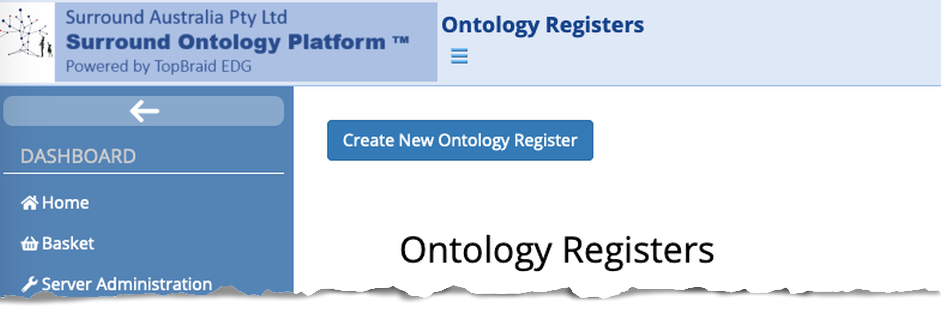 Surround Australia Pty Ltd
Surround Ontology Platform ™
Powered by TopBraid EDG
Ontology Registers
DASHBOARD
Home
Basket
Server Administration
Create New Ontology Register
Ontology Registers